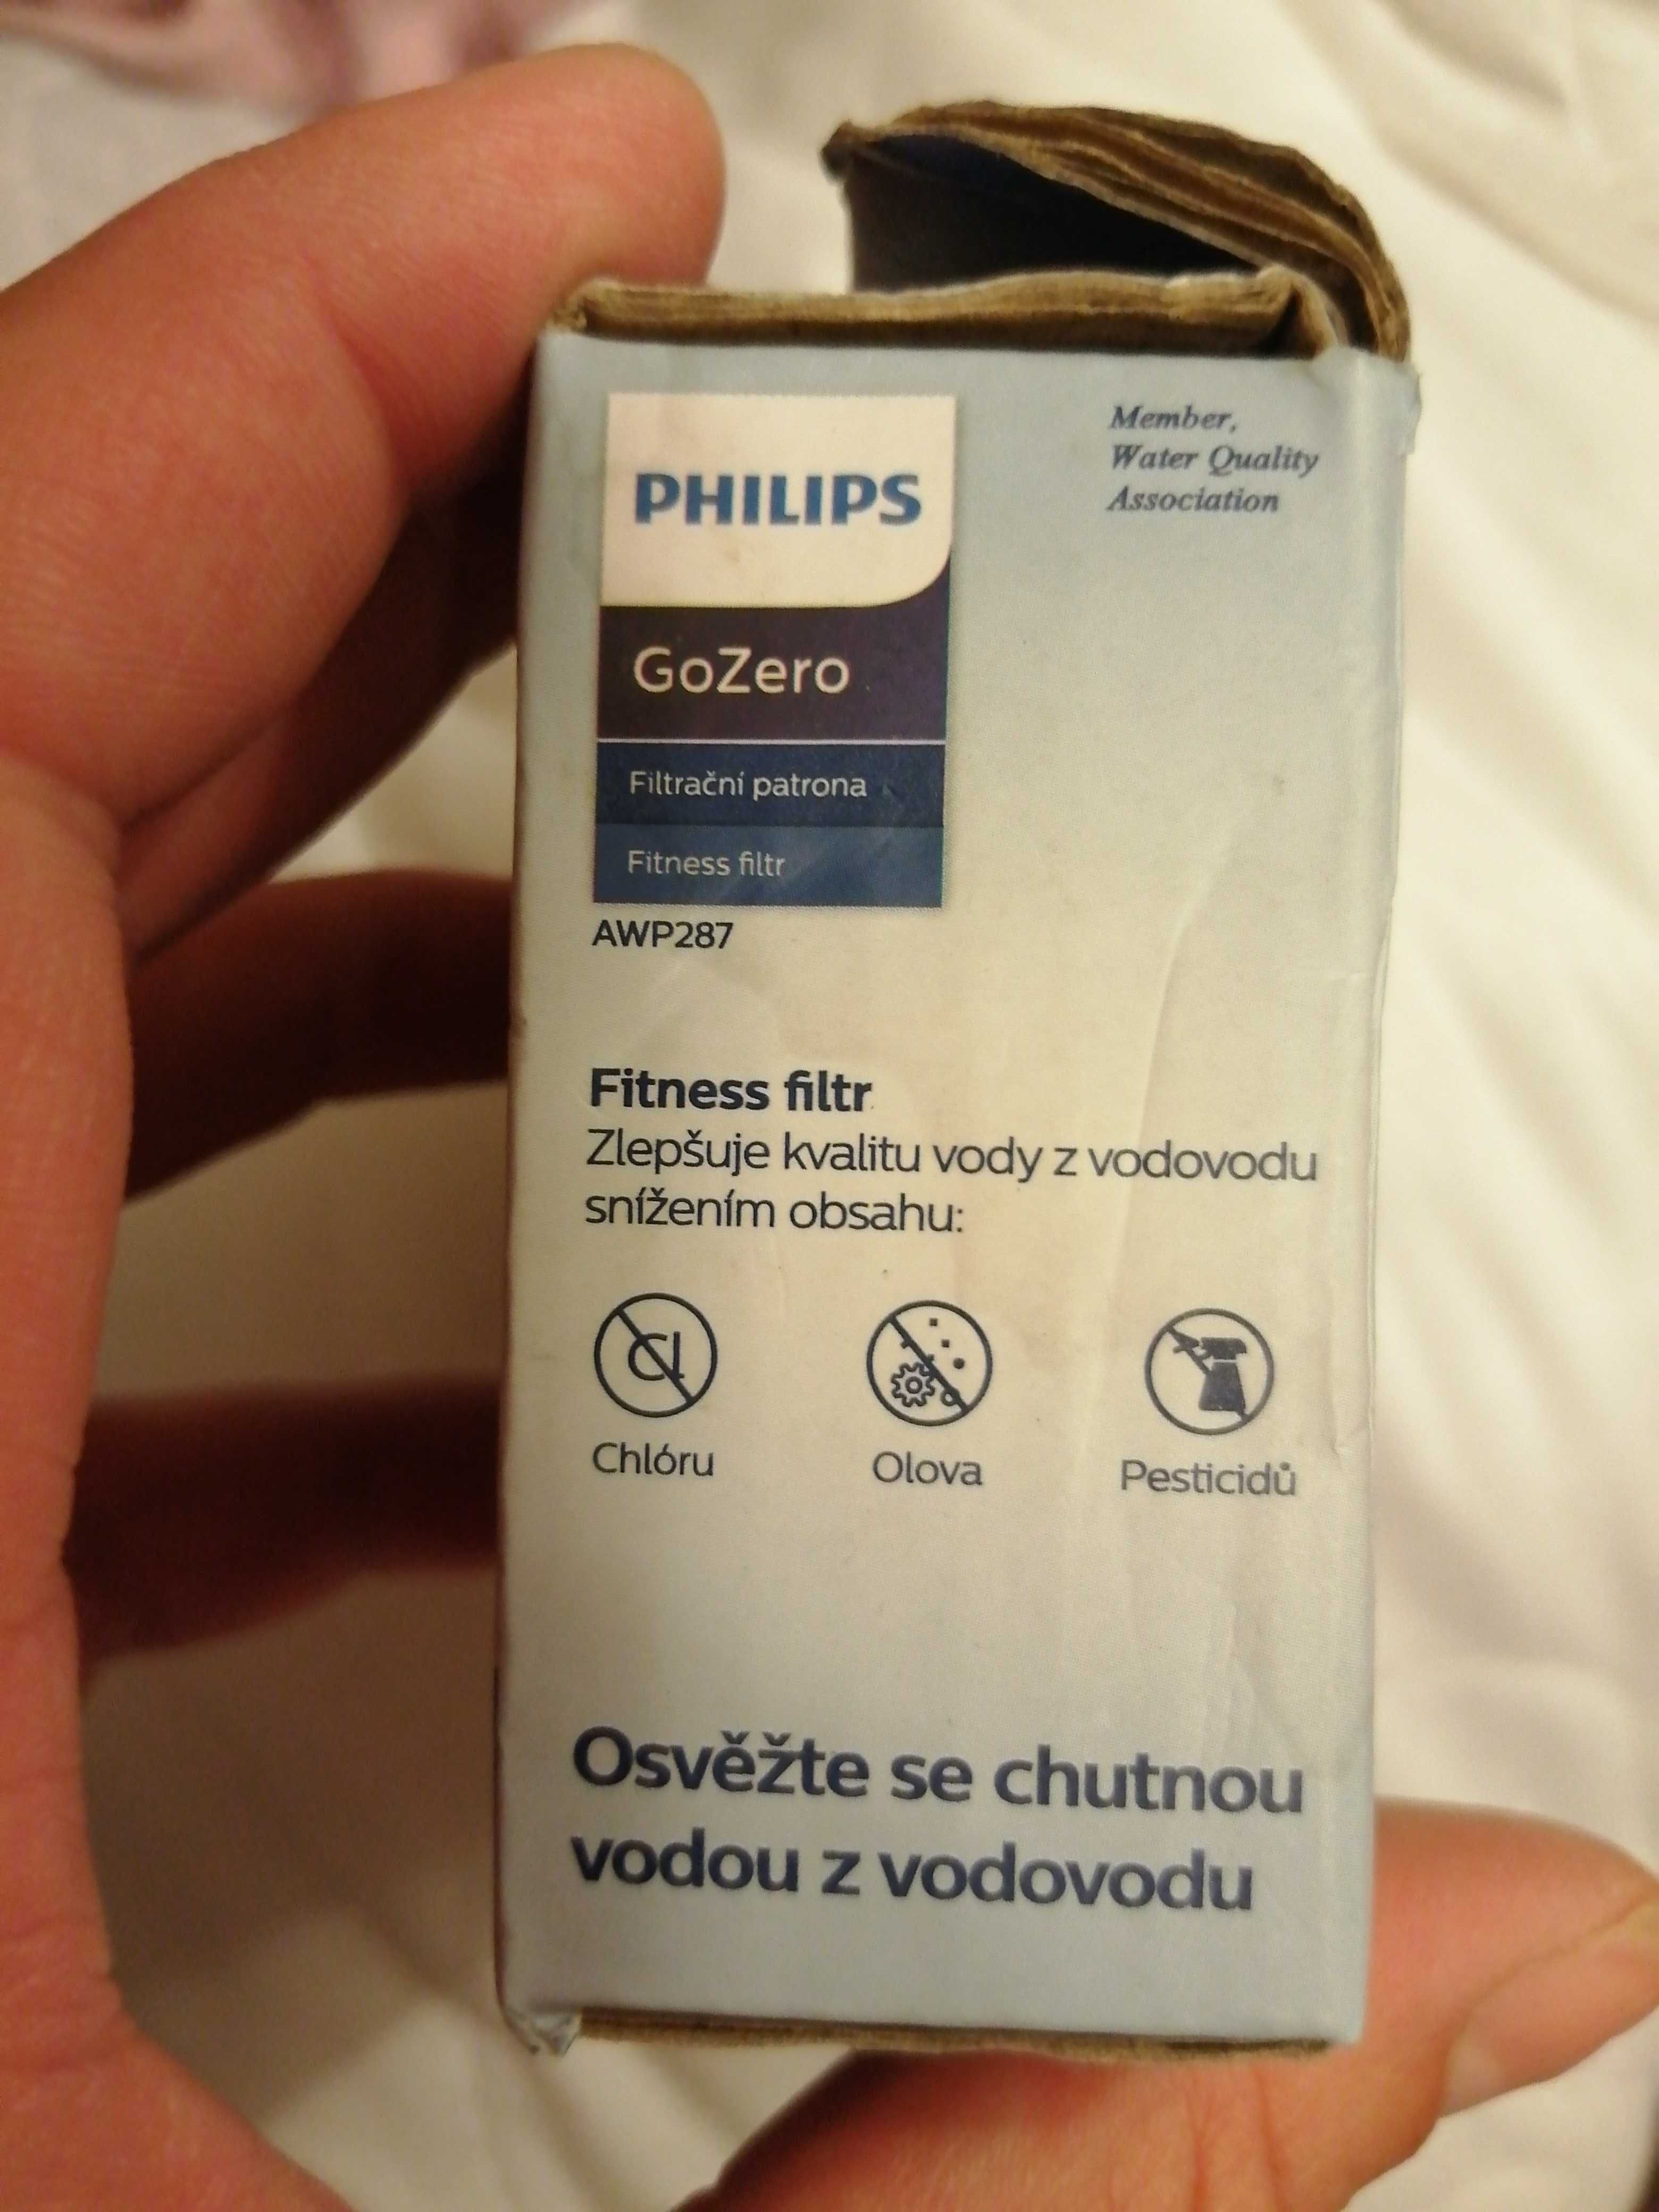 PHILIPS
Member,
Water Quality
Association
GoZero
Filtrační patrona
Fitness filtr
AWP287
Fitness filtr
Zlepšuje kvalitu vody z vodovodu
snížením obsahu:
Cl
Chlóru
Olova
Pesticidů
Osvěžte se chutnou
vodou z vodovodu